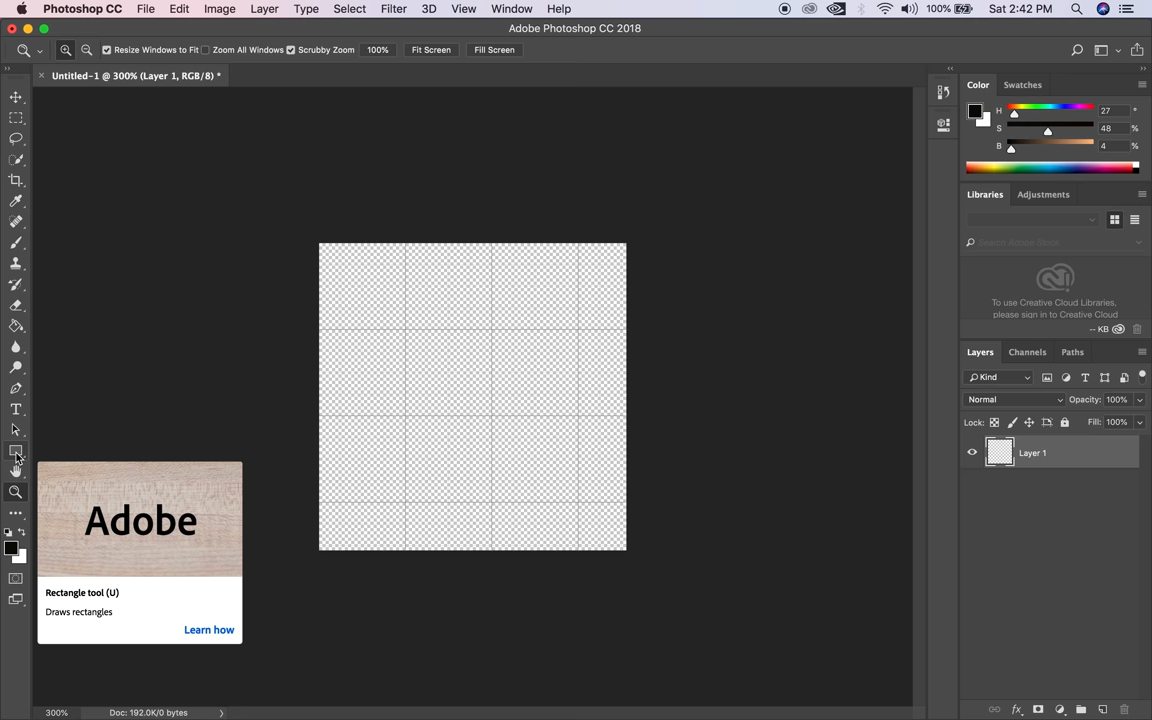 Photoshop CC File Edit Image Layer Type Select Filter 3D View Window Help 100% Sat 2:42 PM
Adobe Photoshop CC 2018
Resize Windows to Fit Zoom All Windows Scrubby Zoom 100% Fit Screen Fill Screen
Untitled-1 @ 300% (Layer 1, RGB/8) *
Color Swatches
H 27 °
S 48 %
B 4 %
Libraries Adjustments
Search Adobe Stock
To use Creative Cloud Libraries,
please sign in to Creative Cloud
-- KB
Layers Channels Paths
Kind
Normal Opacity: 100%
Lock: Fill: 100%
Layer 1
Adobe
Rectangle tool (U)
Draws rectangles
Learn how
300% Doc: 192.0K/0 bytes
fx